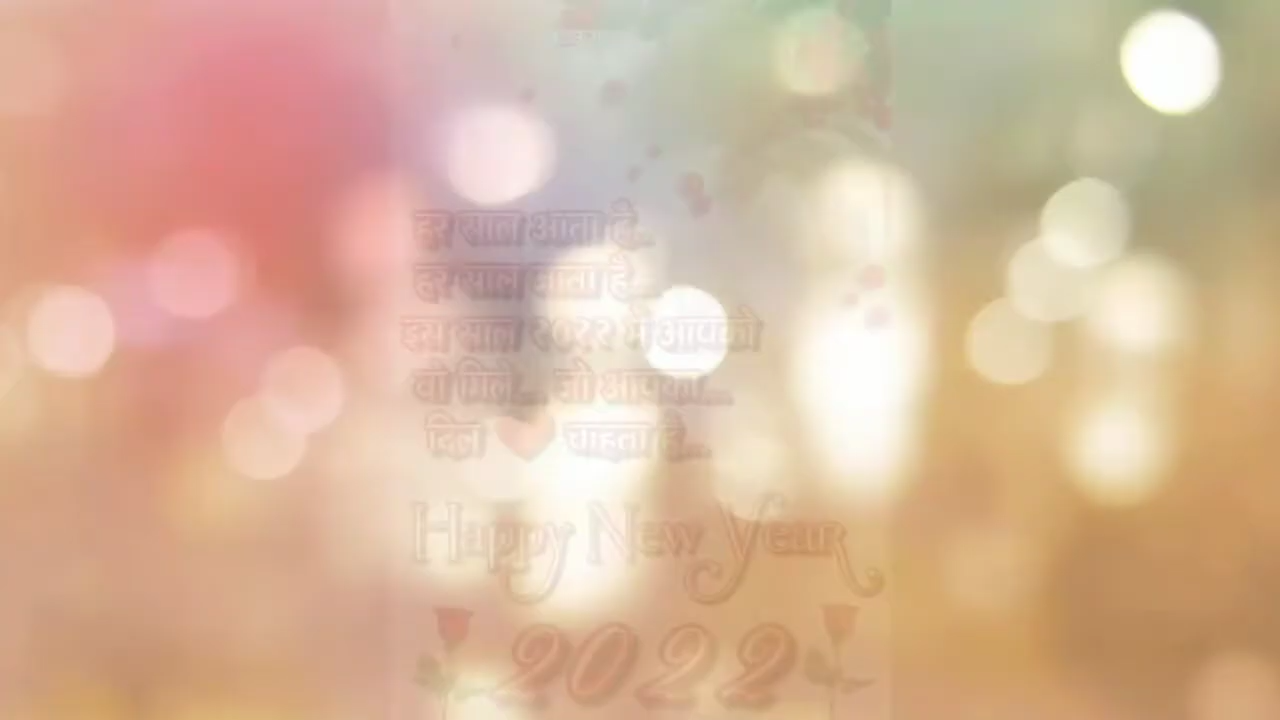 हर साल आता है..
हर साल जाता है..
इस साल २०२२ में आपको
वो मिले जो आपका....
दिल चाहता है...
Happy New Year
2022